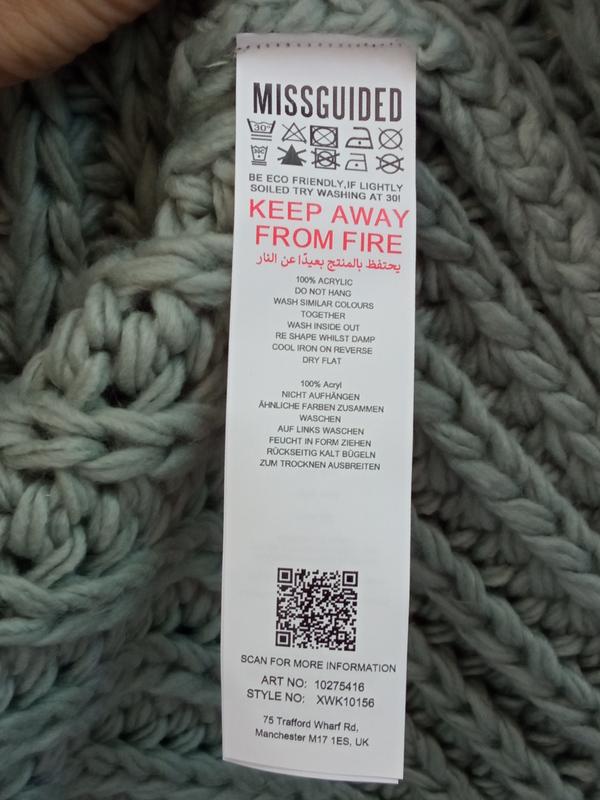 MISSGUIDED
30°
30C
BE ECO FRIENDLY,IF LIGHTLY
SOILED TRY WASHING AT 30!
KEEP AWAY
FROM FIRE
يحتفظ بالمنتج بعيدًا عن النار
100% ACRYLIC
DO NOT HANG
WASH SIMILAR COLOURS
TOGETHER
WASH INSIDE OUT
RE SHAPE WHILST DAMP
COOL IRON ON REVERSE
DRY FLAT
100% Acryl
NICHT AUFHÄNGEN
ÄHNLICHE FARBEN ZUSAMMEN
WASCHEN
AUF LINKS WASCHEN
FEUCHT IN FORM ZIEHEN
RÜCKSEITIG KALT BÜGELN
ZUM TROCKNEN AUSBREITEN
SCAN FOR MORE INFORMATION
ART NO: 10275416
STYLE NO: XWK10156
75 Trafford Wharf Rd,
Manchester M17 1ES, UK